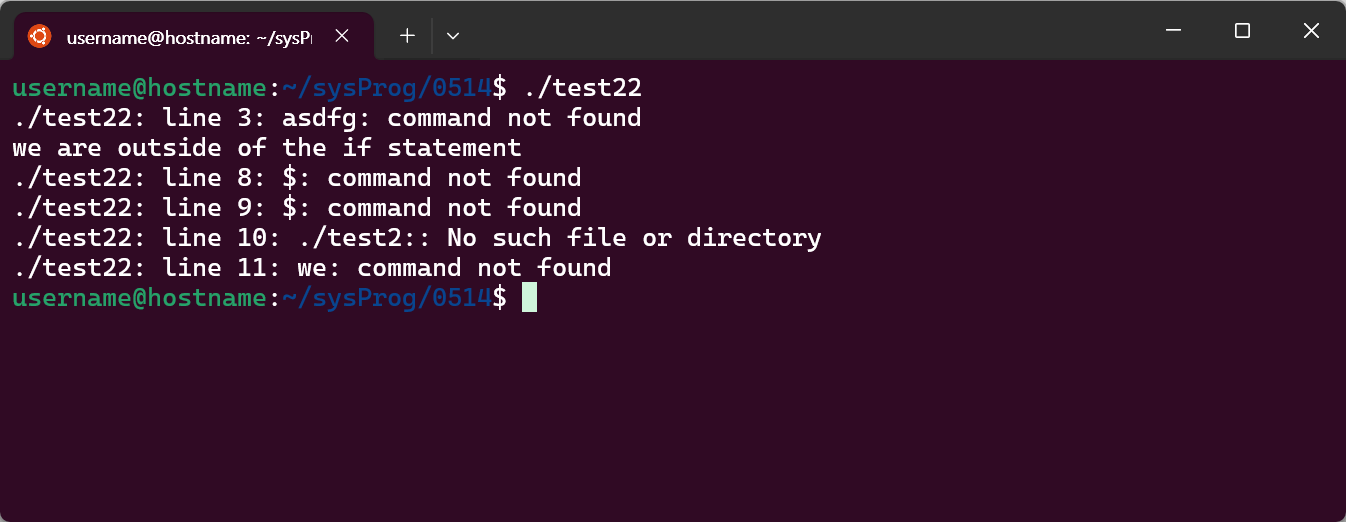 username@hostname: ~/sysPr
username@hostname:~/sysProg/0514$ ./test22
./test22: line 3: asdfg: command not found
we are outside of the if statement
./test22: line 8: $: command not found
./test22: line 9: $: command not found
./test22: line 10: ./test2:: No such file or directory
./test22: line 11: we: command not found
username@hostname:~/sysProg/0514$